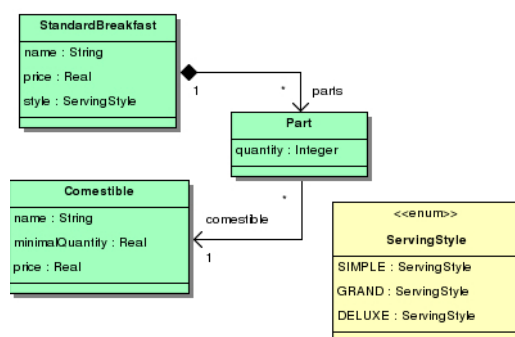 StandardBreakfast
name : String
price : Real
style : ServingStyle
1
* parts
Part
quantity : Integer
*
comestible
1
Comestible
name : String
minimalQuantity : Real
price : Real
<<enum>>
ServingStyle
SIMPLE : ServingStyle
GRAND : ServingStyle
DELUXE : ServingStyle